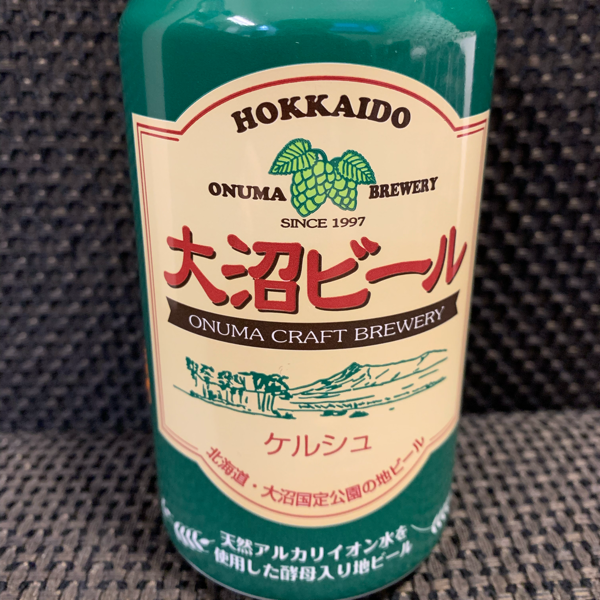 HOKKAIDO
ONUMA BREWERY
SINCE 1997
大沼ビール
ONUMA CRAFT BREWERY
ケルシュ
北海道・大沼国定公園の地ビール
天然アルカリイオン水を
使用した酵母入り地ビール